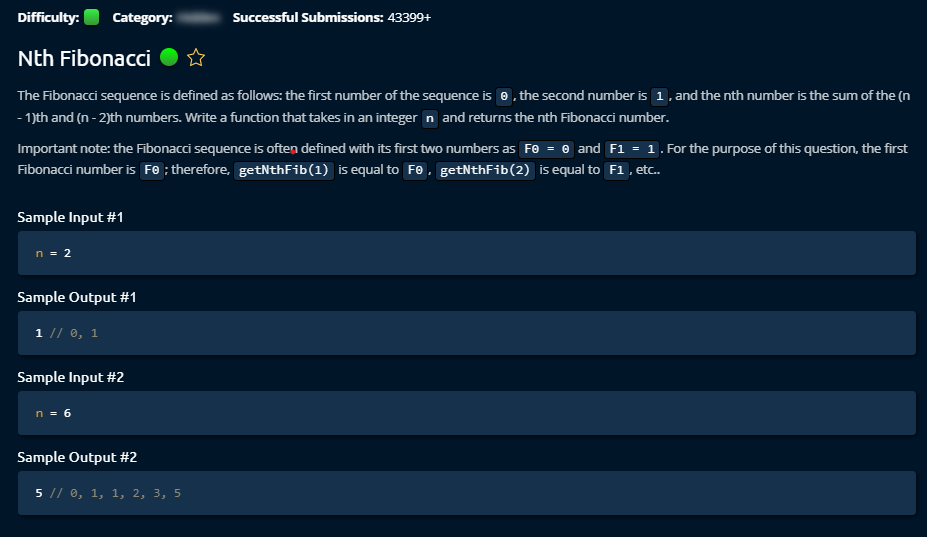 Difficulty: Category: Successful Submissions: 43399+
Nth Fibonacci
The Fibonacci sequence is defined as follows: the first number of the sequence is 0, the second number is 1, and the nth number is the sum of the (n
- 1)th and (n - 2)th numbers. Write a function that takes in an integer n and returns the nth Fibonacci number.
Important note: the Fibonacci sequence is often defined with its first two numbers as F0 = 0 and F1 = 1. For the purpose of this question, the first
Fibonacci number is F0; therefore, getNthFib(1) is equal to F0, getNthFib(2) is equal to F1, etc..
Sample Input #1
n = 2
Sample Output #1
1 // 0, 1
Sample Input #2
n = 6
Sample Output #2
5 // 0, 1, 1, 2, 3, 5